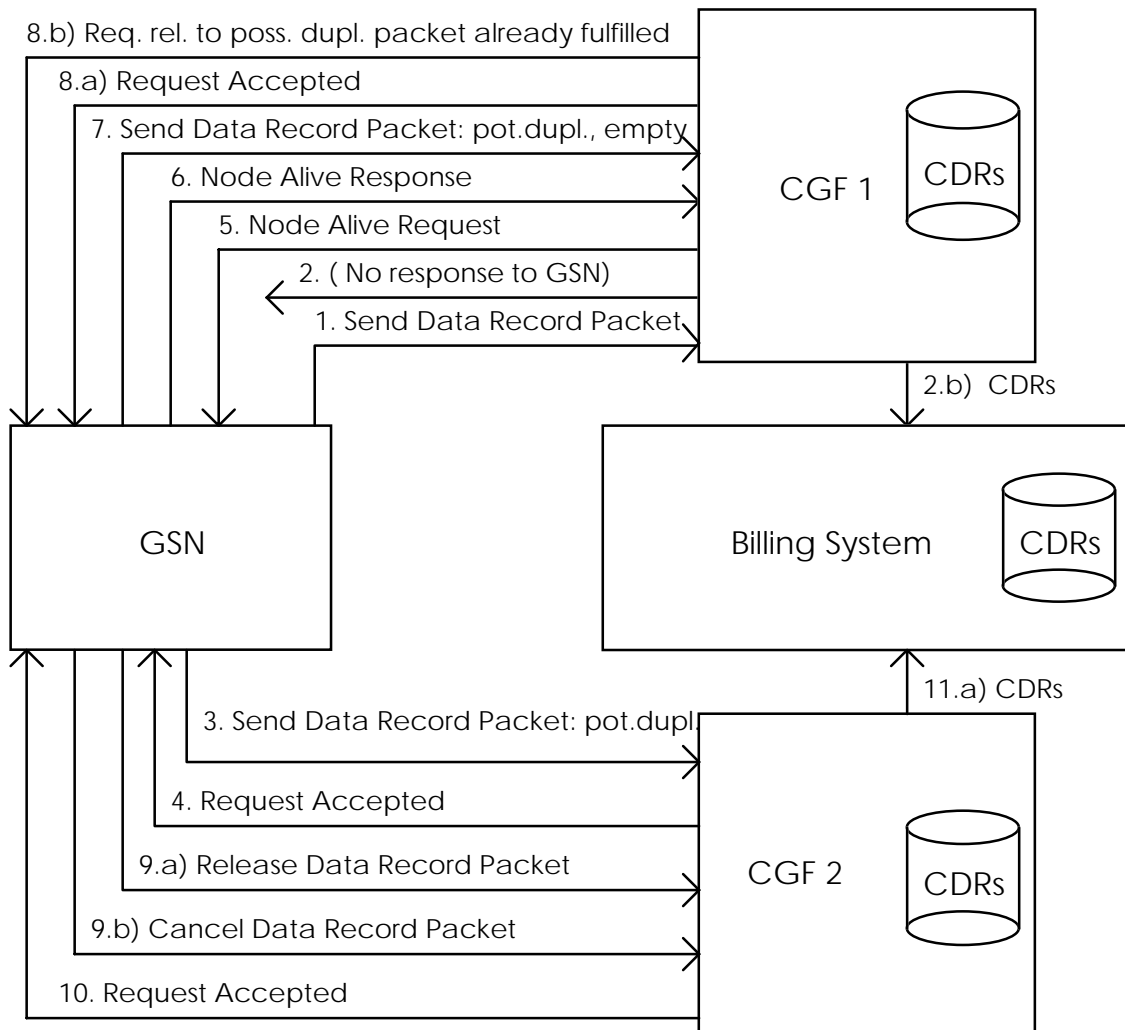 8.b) Req. rel. to poss. dupl. packet already fulfilled
8.a) Request Accepted
7. Send Data Record Packet: pot.dupl., empty
6. Node Alive Response
5. Node Alive Request
2. ( No response to GSN)
1. Send Data Record Packet
CGF 1
CDRs
2.b)  CDRs
GSN
Billing System
CDRs
11.a) CDRs
3. Send Data Record Packet: pot.dupl.
4. Request Accepted
9.a) Release Data Record Packet
9.b) Cancel Data Record Packet
10. Request Accepted
CGF 2
CDRs